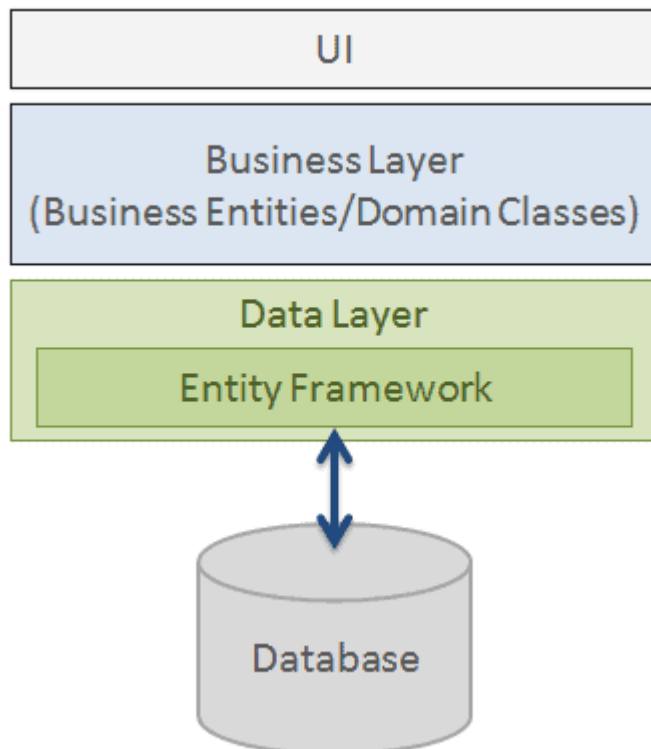 UI
Business Layer
(Business Entities/Domain Classes)
Data Layer
Entity Framework
Database